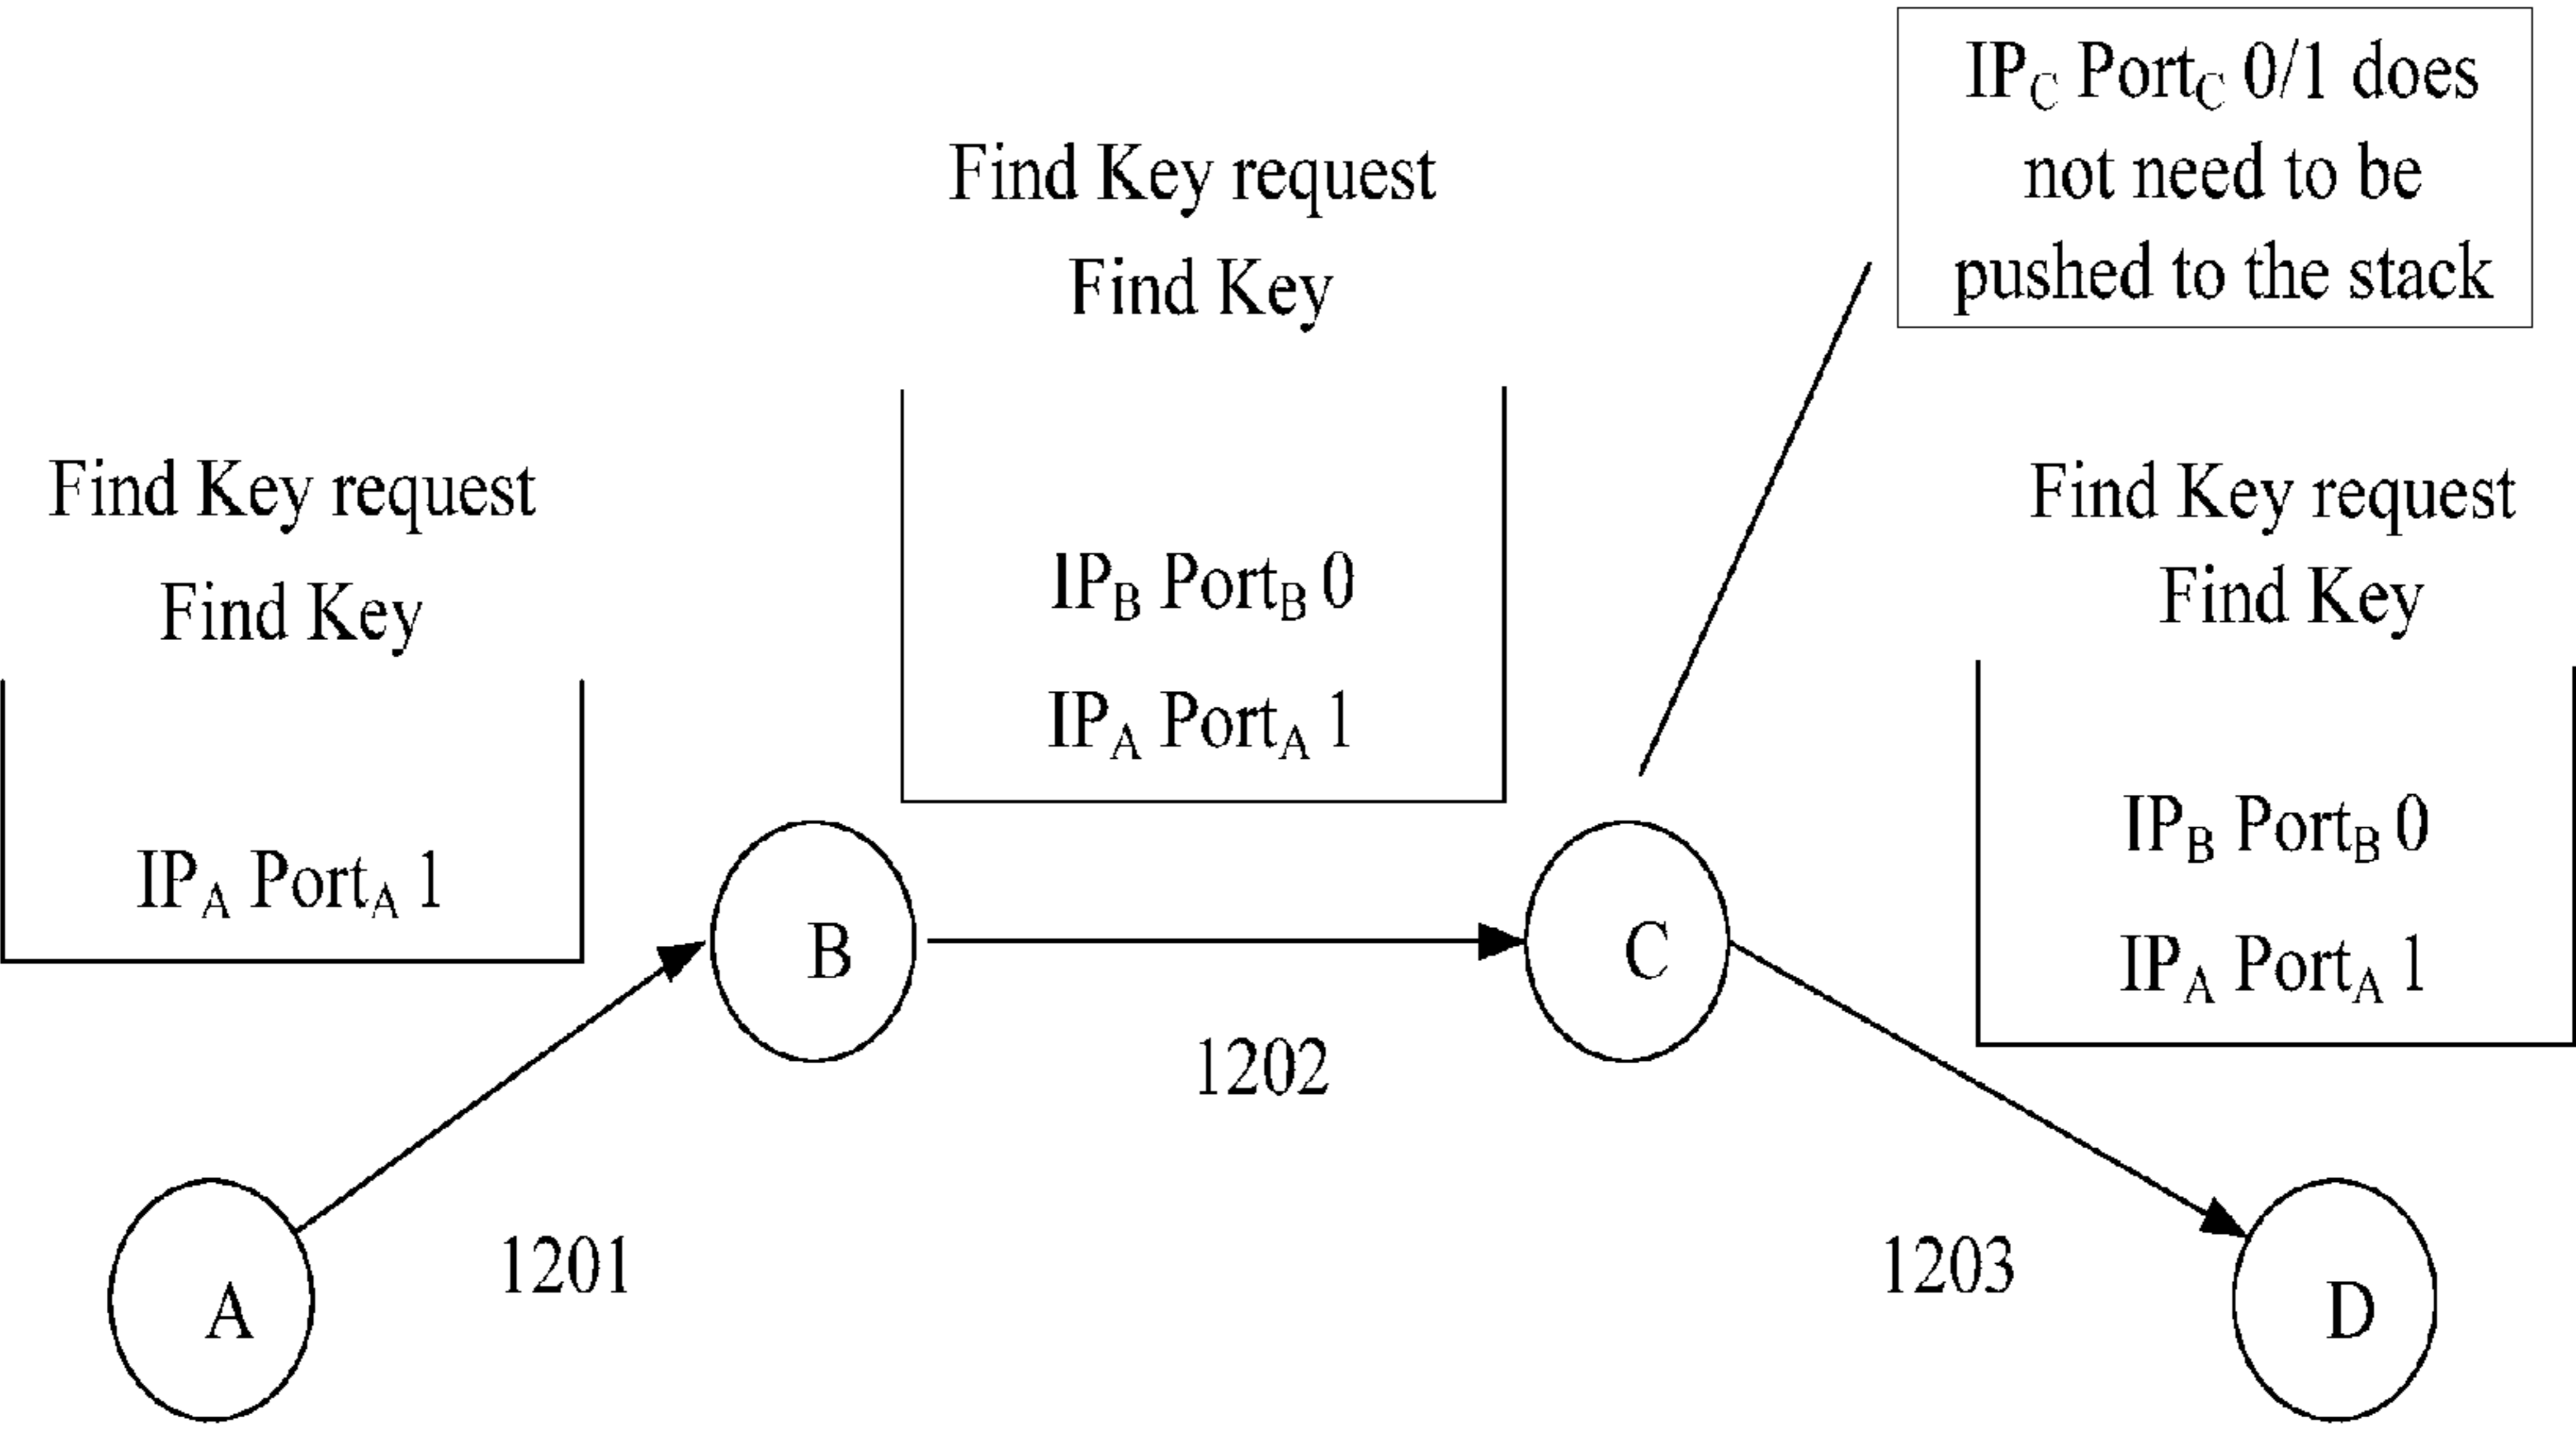 IPC PortC 0/1 does
not need to be
pushed to the stack
Find Key request
Find Key
IPB PortB 0
IPA PortA 1
Find Key request
Find Key
IPA PortA 1
Find Key request
Find Key
IPB PortB 0
IPA PortA 1
B
C
1202
1201
1203
A
D